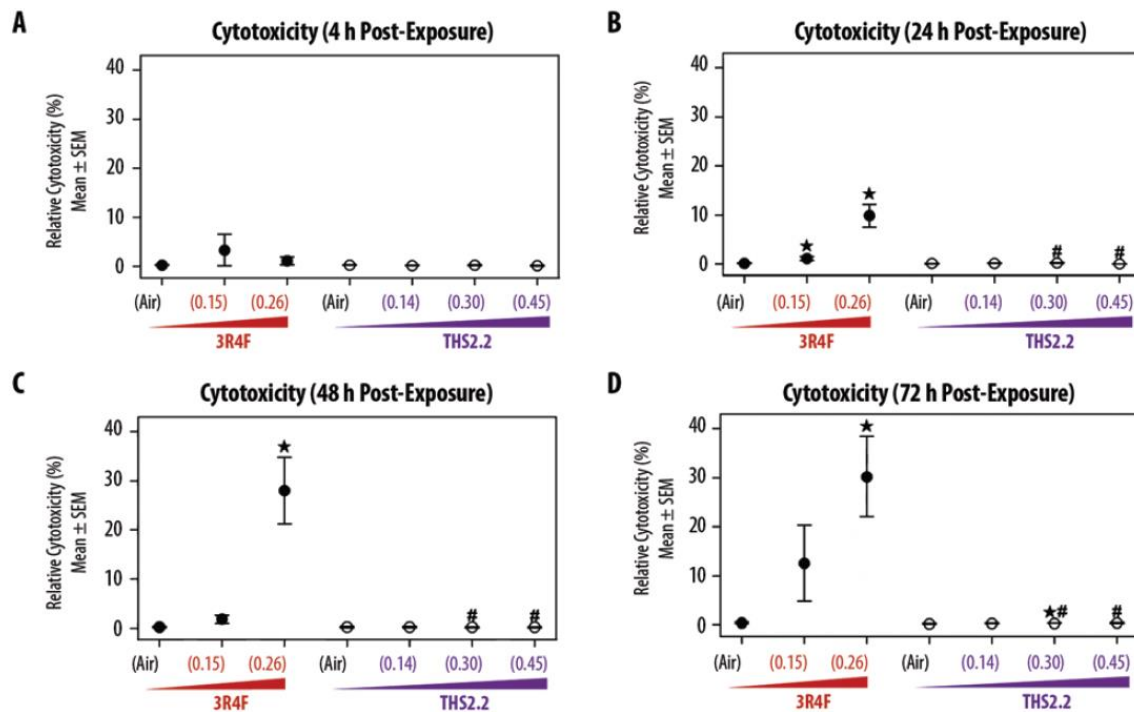 A
Cytotoxicity (4 h Post-Exposure)
Relative Cytotoxicity (%)
Mean ± SEM
40
30
20
10
0
(Air) (0.15) (0.26) (Air) (0.14) (0.30) (0.45)
3R4F THS2.2
B
Cytotoxicity (24 h Post-Exposure)
Relative Cytotoxicity (%)
Mean ± SEM
40
30
20
10
0
★ ★ # #
(Air) (0.15) (0.26) (Air) (0.14) (0.30) (0.45)
3R4F THS2.2
C
Cytotoxicity (48 h Post-Exposure)
Relative Cytotoxicity (%)
Mean ± SEM
40
30
20
10
0
★ # #
(Air) (0.15) (0.26) (Air) (0.14) (0.30) (0.45)
3R4F THS2.2
D
Cytotoxicity (72 h Post-Exposure)
Relative Cytotoxicity (%)
Mean ± SEM
40
30
20
10
0
★ ★# #
(Air) (0.15) (0.26) (Air) (0.14) (0.30) (0.45)
3R4F THS2.2